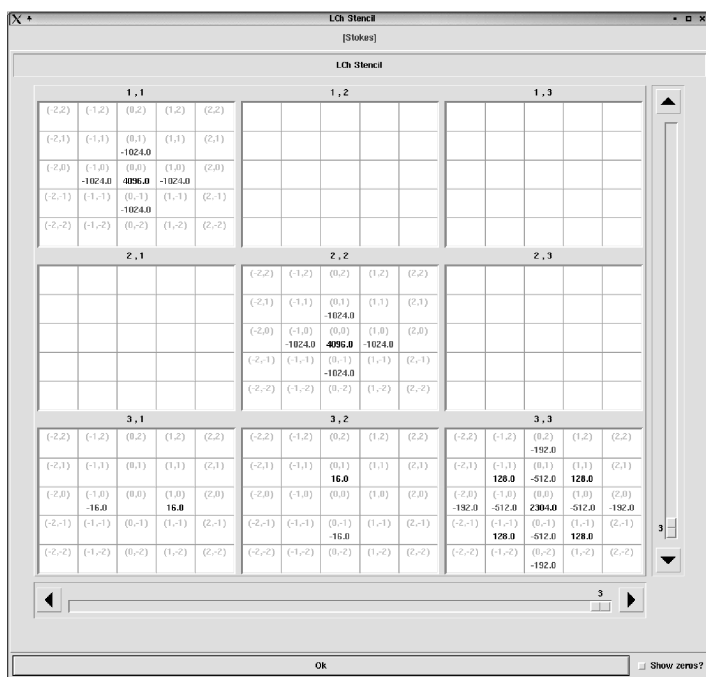 LCh Stencil
[Stokes]
LCh Stencil
1 , 1 1 , 2 1 , 3
(-2,2) (-1,2) (0,2) (1,2) (2,2)
(-2,1) (-1,1) (0,1) (1,1) (2,1)
-1024.0
(-2,0) (-1,0) (0,0) (1,0) (2,0)
-1024.0 4096.0 -1024.0
(-2,-1) (-1,-1) (0,-1) (1,-1) (2,-1)
-1024.0
(-2,-2) (-1,-2) (0,-2) (1,-2) (2,-2)
2 , 1 2 , 2 2 , 3
(-2,2) (-1,2) (0,2) (1,2) (2,2)
(-2,1) (-1,1) (0,1) (1,1) (2,1)
-1024.0
(-2,0) (-1,0) (0,0) (1,0) (2,0)
-1024.0 4096.0 -1024.0
(-2,-1) (-1,-1) (0,-1) (1,-1) (2,-1)
-1024.0
(-2,-2) (-1,-2) (0,-2) (1,-2) (2,-2)
3 , 1 3 , 2 3 , 3
(-2,2) (-1,2) (0,2) (1,2) (2,2) (-2,2) (-1,2) (0,2) (1,2) (2,2) (-2,2) (-1,2) (0,2) (1,2) (2,2)
-192.0
(-2,1) (-1,1) (0,1) (1,1) (2,1) (-2,1) (-1,1) (0,1) (1,1) (2,1) (-2,1) (-1,1) (0,1) (1,1) (2,1)
16.0 128.0 -512.0 128.0
(-2,0) (-1,0) (0,0) (1,0) (2,0) (-2,0) (-1,0) (0,0) (1,0) (2,0) (-2,0) (-1,0) (0,0) (1,0) (2,0)
-16.0 16.0 -192.0 -512.0 2304.0 -512.0 -192.0
(-2,-1) (-1,-1) (0,-1) (1,-1) (2,-1) (-2,-1) (-1,-1) (0,-1) (1,-1) (2,-1) (-2,-1) (-1,-1) (0,-1) (1,-1) (2,-1)
-16.0 128.0 -512.0 128.0
3
(-2,-2) (-1,-2) (0,-2) (1,-2) (2,-2) (-2,-2) (-1,-2) (0,-2) (1,-2) (2,-2) (-2,-2) (-1,-2) (0,-2) (1,-2) (2,-2)
-192.0
3
Ok Show zeros?